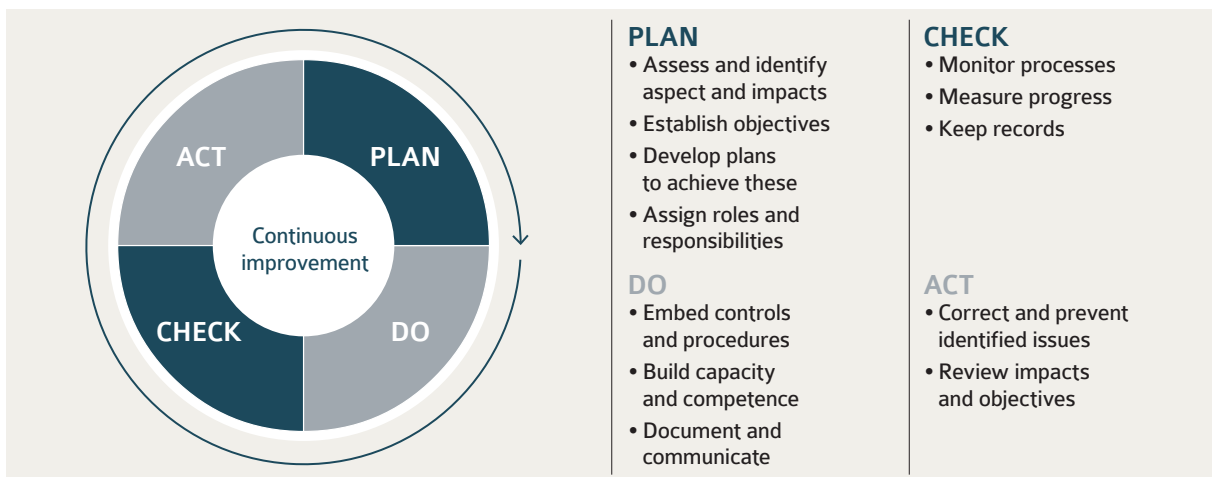 ACT
PLAN
Continuous
improvement
CHECK
DO
PLAN
• Assess and identify
aspect and impacts
• Establish objectives
• Develop plans
to achieve these
• Assign roles and
responsibilities
DO
• Embed controls
and procedures
• Build capacity
and competence
• Document and
communicate
CHECK
• Monitor processes
• Measure progress
• Keep records
ACT
• Correct and prevent
identified issues
• Review impacts
and objectives